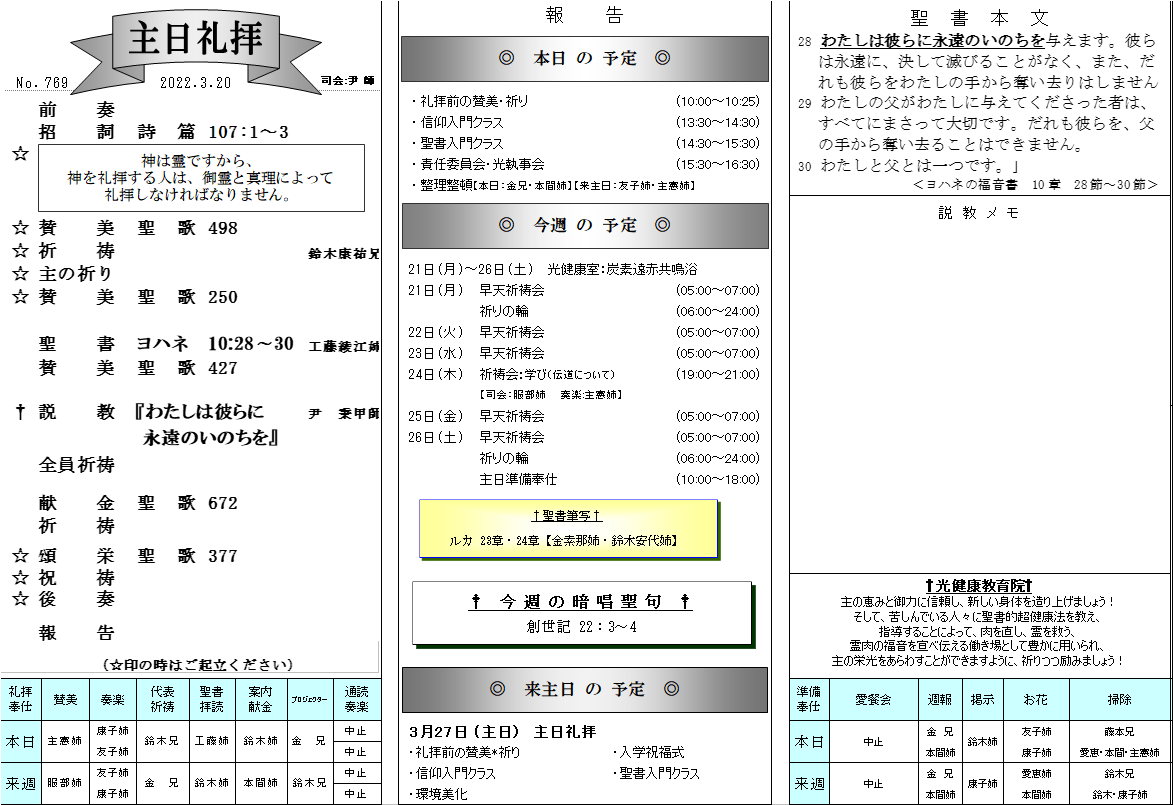 主日礼拝
No. 769
2022.3.20
司会:尹 師
前　奏
招　詞 詩　篇 107:1～3
☆
神は霊ですから、
神を礼拝する人は、御霊と真理によって
礼拝しなければなりません。
☆ 賛　美 聖　歌 498
☆ 祈　祷 鈴木康祐兄
☆ 主の祈り
☆ 賛　美 聖　歌 250
聖　書 ヨハネ 10:28～30 工藤綾江姉
賛　美 聖　歌 427
† 説　教 『わたしは彼らに 尹　秉甲師
永遠のいのちを』
全員祈祷
献　金 聖　歌 672
祈　祷
☆ 頌　栄 聖　歌 377
☆ 祝　祷
☆ 後　奏
報　告
(☆印の時はご起立ください)
礼拝奉仕 賛美 奏楽 代表祈祷 聖書拝読 案内献金 プロジェクター 通読奏楽
本日 主憲姉 康子姉 友子姉 鈴木兄 工藤姉 鈴木姉 金　兄 中止 中止
来週 服部姉 友子姉 康子姉 金　兄 鈴木姉 本間姉 鈴木兄 中止 中止
報　告
◎ 本日 の 予定 ◎
・礼拝前の賛美・祈り (10:00～10:25)
・信仰入門クラス (13:30～14:30)
・聖書入門クラス (14:30～15:30)
・責任委員会・光執事会 (15:30～16:30)
・整理整頓【本日：金兄・本間姉】【来主日：友子姉・主憲姉】
◎ 今週 の 予定 ◎
21日(月)～26日(土) 光健康室：炭素遠赤共鳴浴
21日(月) 早天祈祷会 (05:00～07:00)
祈りの輪 (06:00～24:00)
22日(火) 早天祈祷会 (05:00～07:00)
23日(水) 早天祈祷会 (05:00～07:00)
24日(木) 祈祷会:学び(伝道について) (19:00～21:00)
【司会：服部姉 奏楽:主憲姉】
25日(金) 早天祈祷会 (05:00～07:00)
26日(土) 早天祈祷会 (05:00～07:00)
祈りの輪 (06:00～24:00)
主日準備奉仕 (10:00～18:00)
†聖書筆写†
ルカ 23章・24章【金索那姉・鈴木安代姉】
† 今週の暗唱聖句 †
創世記 22：3～4
◎ 来主日 の 予定 ◎
3月27日(主日) 主日礼拝
・礼拝前の賛美*祈り ・入学祝福式
・信仰入門クラス ・聖書入門クラス
・環境美化
聖書本文
28 わたしは彼らに永遠のいのちを与えます。彼ら
は永遠に、決して滅びることがなく、また、だ
れも彼らをわたしの手から奪い去りはしません
29 わたしの父がわたしに与えてくださった者は、
すべてにまさって大切です。だれも彼らを、父
の手から奪い去ることはできません。
30 わたしと父とは一つです。」
＜ヨハネの福音書 10章 28節～30節＞
説教メモ
†光健康教育院†
主の恵みと御力に信頼し、新しい身体を造り上げましょう！
そして、苦しんでいる人々に聖書的超健康法を教え、
指導することによって、肉を直し、霊を救う、
霊肉の福音を宣べ伝える働き場として豊かに用いられ、
主の栄光をあらわすことができますように、祈りつつ励みましょう！
準備奉仕 愛餐会 週報 掲示 お花 掃除
本日 中止 金　兄 本間姉 鈴木姉 友子姉 康子姉 藤本兄 愛恵・本間・主憲姉
来週 中止 金　兄 本間姉 康子姉 愛恵姉 本間姉 鈴木兄 鈴木・康子姉